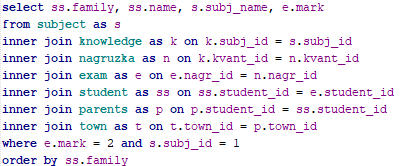 select ss.family, ss.name, s.subj_name, e.mark
from subject as s
inner join knowledge as k on k.subj_id = s.subj_id
inner join nagruzka as n on k.kvant_id = n.kvant_id
inner join exam as e on e.nagr_id = n.nagr_id
inner join student as ss on ss.student_id = e.student_id
inner join parents as p on p.student_id = ss.student_id
inner join town as t on t.town_id = p.town_id
where e.mark = 2 and s.subj_id = 1
order by ss.family